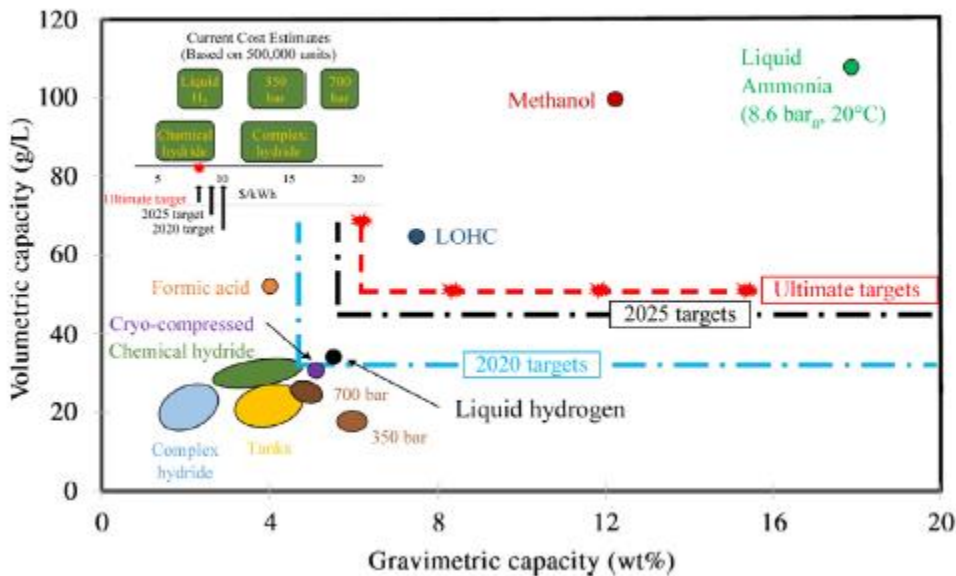 120
100
80
60
40
20
0
Volumetric capacity (g/L)
Current Cost Estimates
(Based on 500,000 units)
Liquid
H₂
350
bar
700
bar
Chemical
hydride
Complex
hydride
5 10 15 20
$/kWh
Ultimate target
2025 target
2020 target
Methanol
Liquid
Ammonia
(8.6 barₐ, 20°C)
LOHC
Formic acid
Ultimate targets
2025 targets
Cryo-compressed
Chemical hydride
2020 targets
700 bar
Liquid hydrogen
350 bar
Complex
hydride
Tanks
0 4 8 12 16 20
Gravimetric capacity (wt%)